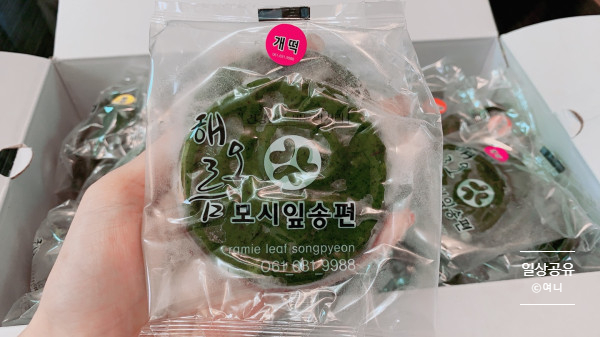 개떡
해오름
모시잎송편
ramie leaf songpyeon
061 881 9988
일상공유
©여니